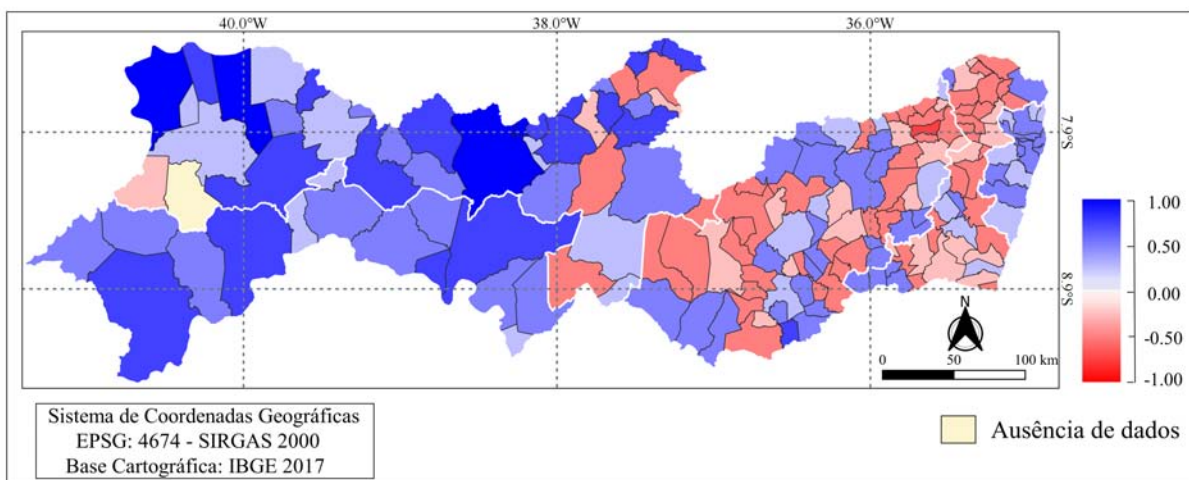 40.0°W
38.0°W
36.0°W
7.9°S
8.9°S
N
0
50
100 km
1.00
0.50
0.00
-0.50
-1.00
Sistema de Coordenadas Geográficas
EPSG: 4674 - SIRGAS 2000
Base Cartográfica: IBGE 2017
Ausência de dados